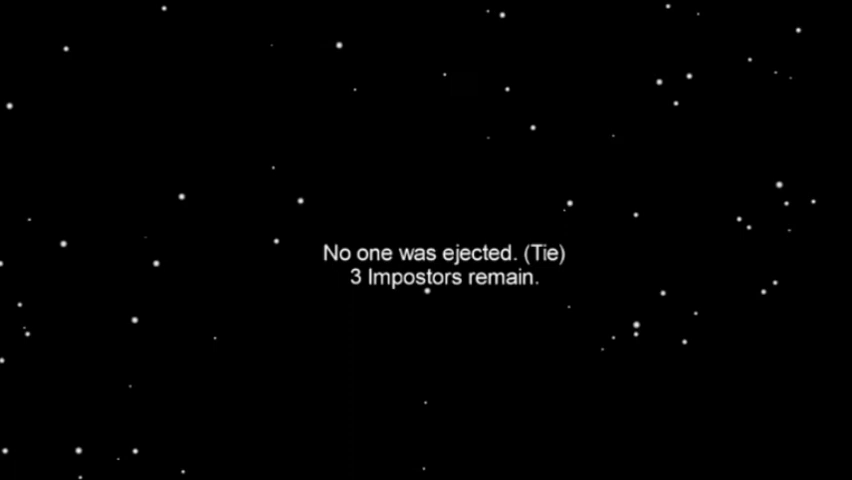 No one was ejected. (Tie)
3 Impostors remain.